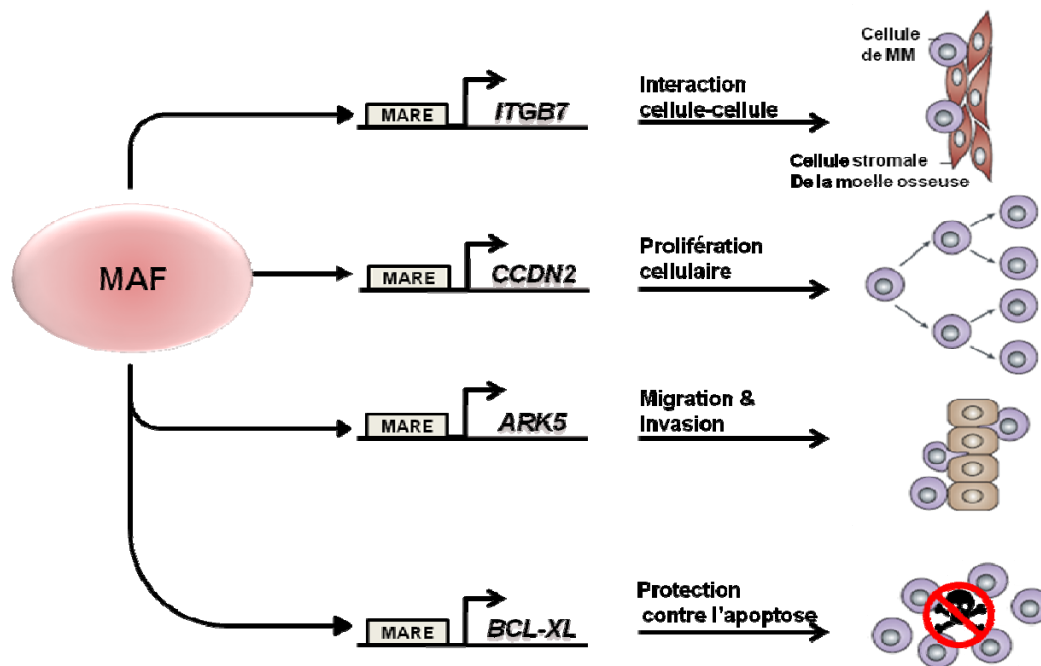 MAF
MARE
ITGB7
Interaction
cellule-cellule
Cellule
de MM
Cellule stromale
De la moelle osseuse
MARE
CCDN2
Prolifération
cellulaire
MARE
ARK5
Migration &
Invasion
MARE
BCL-XL
Protection
contre l'apoptose